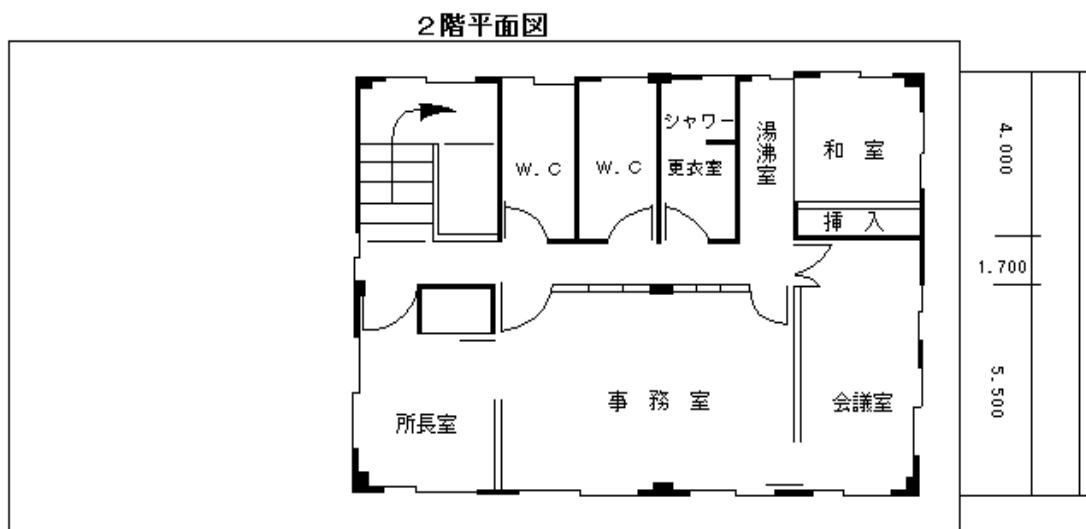 2階平面図
シャワー
湯沸室
和 室
W.C
W.C
更衣室
挿 入
4.000
1.700
5.500
所長室
事 務 室
会議室